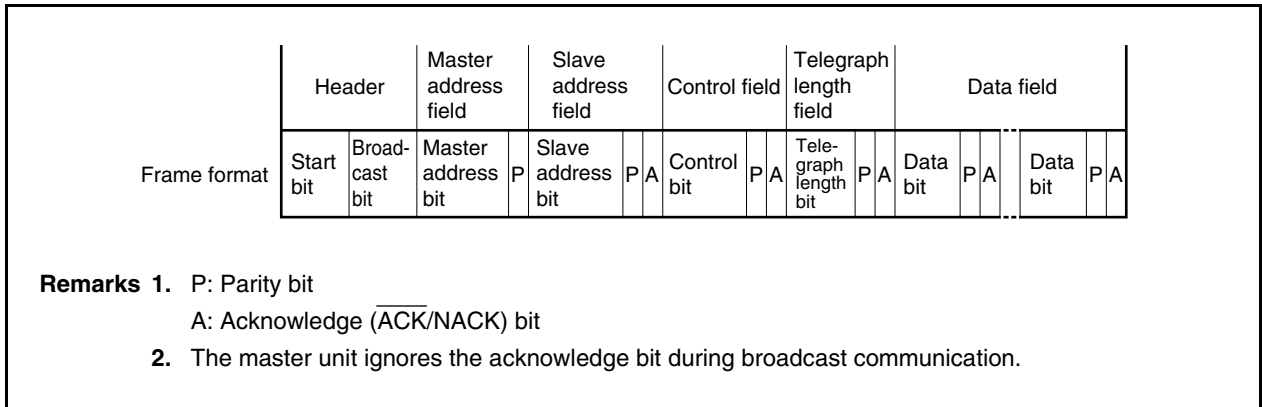 Header
Master
address
field
Slave
address
field
Control field
Telegraph
length
field
Data field
Frame format
Start
bit
Broad-
cast
bit
Master
address
bit
P
Slave
address
bit
P
A
Control
bit
P
A
Tele-
graph
length
bit
P
A
Data
bit
P
A
Data
bit
P
A
Remarks 1. P: Parity bit
A: Acknowledge (A̅C̅K̅/NACK) bit
2. The master unit ignores the acknowledge bit during broadcast communication.